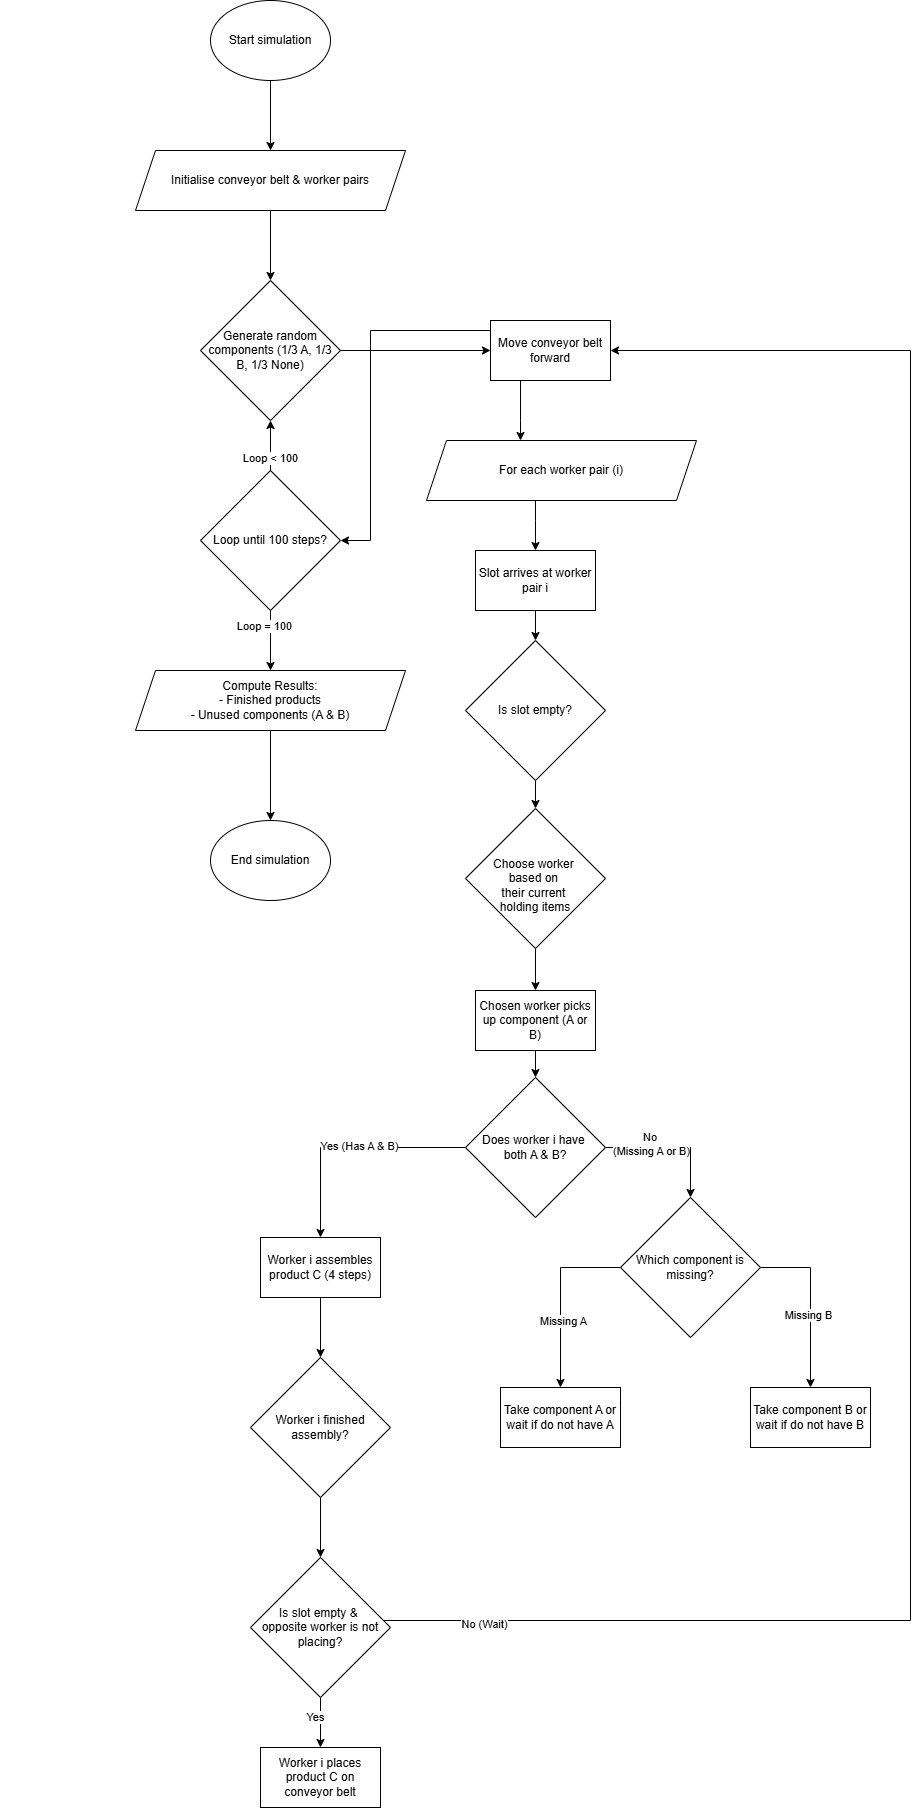 Start simulation
Initialise conveyor belt & worker pairs
Generate random
components (1/3 A, 1/3
B, 1/3 None)
Move conveyor belt
forward
Loop < 100
For each worker pair (i)
Loop until 100 steps?
Slot arrives at worker
pair i
Loop = 100
Compute Results:
- Finished products
- Unused components (A & B)
Is slot empty?
End simulation
Choose worker
based on
their current
holding items
Chosen worker picks
up component (A or
B)
Does worker i have
both A & B?
Yes (Has A & B)
No
(Missing A or B)
Worker i assembles
product C (4 steps)
Which component is
missing?
Missing A
Missing B
Take component A or
wait if do not have A
Take component B or
wait if do not have B
Worker i finished
assembly?
Is slot empty &
opposite worker is not
placing?
No (Wait)
Yes
Worker i places
product C on
conveyor belt